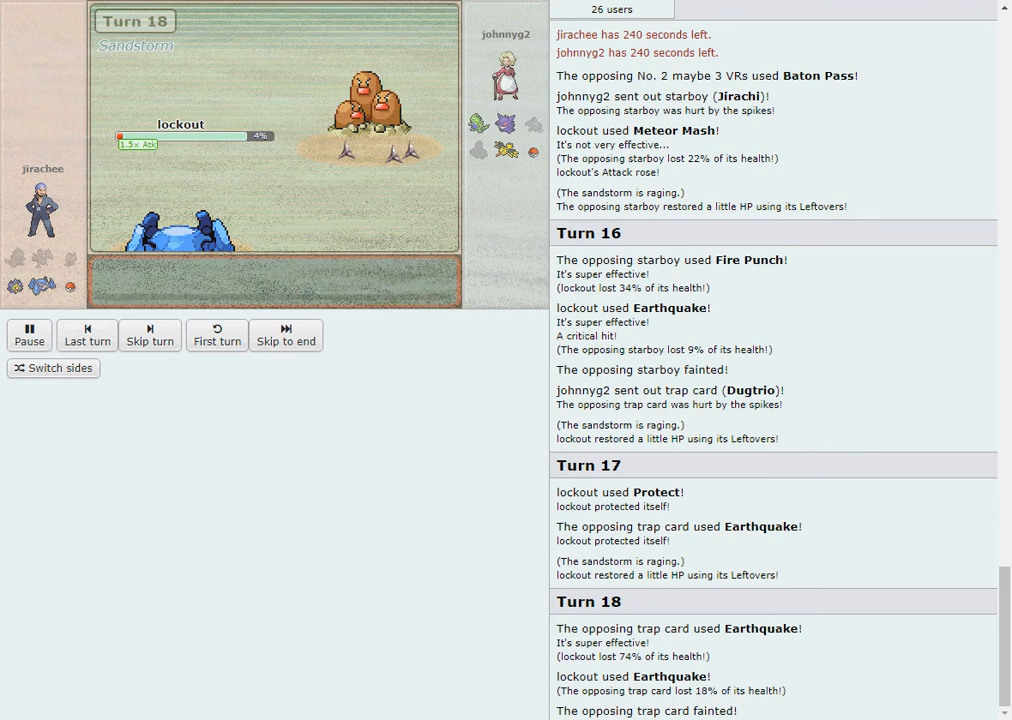 Turn 18
Sandstorm
lockout
4%
1.5x Atk
jirachee
johnnyg2
Pause
Last turn
Skip turn
First turn
Skip to end
Switch sides
26 users
jirachee has 240 seconds left.
johnnyg2 has 240 seconds left.
The opposing No. 2 maybe 3 VRs used Baton Pass!
johnnyg2 sent out starboy (Jirachi)!
The opposing starboy was hurt by the spikes!
lockout used Meteor Mash!
It's not very effective...
(The opposing starboy lost 22% of its health!)
lockout's Attack rose!
(The sandstorm is raging.)
The opposing starboy restored a little HP using its Leftovers!
Turn 16
The opposing starboy used Fire Punch!
It's super effective!
(lockout lost 34% of its health!)
lockout used Earthquake!
It's super effective!
A critical hit!
(The opposing starboy lost 9% of its health!)
The opposing starboy fainted!
johnnyg2 sent out trap card (Dugtrio)!
The opposing trap card was hurt by the spikes!
(The sandstorm is raging.)
lockout restored a little HP using its Leftovers!
Turn 17
lockout used Protect!
lockout protected itself!
The opposing trap card used Earthquake!
lockout protected itself!
(The sandstorm is raging.)
lockout restored a little HP using its Leftovers!
Turn 18
The opposing trap card used Earthquake!
It's super effective!
(lockout lost 74% of its health!)
lockout used Earthquake!
(The opposing trap card lost 18% of its health!)
The opposing trap card fainted!